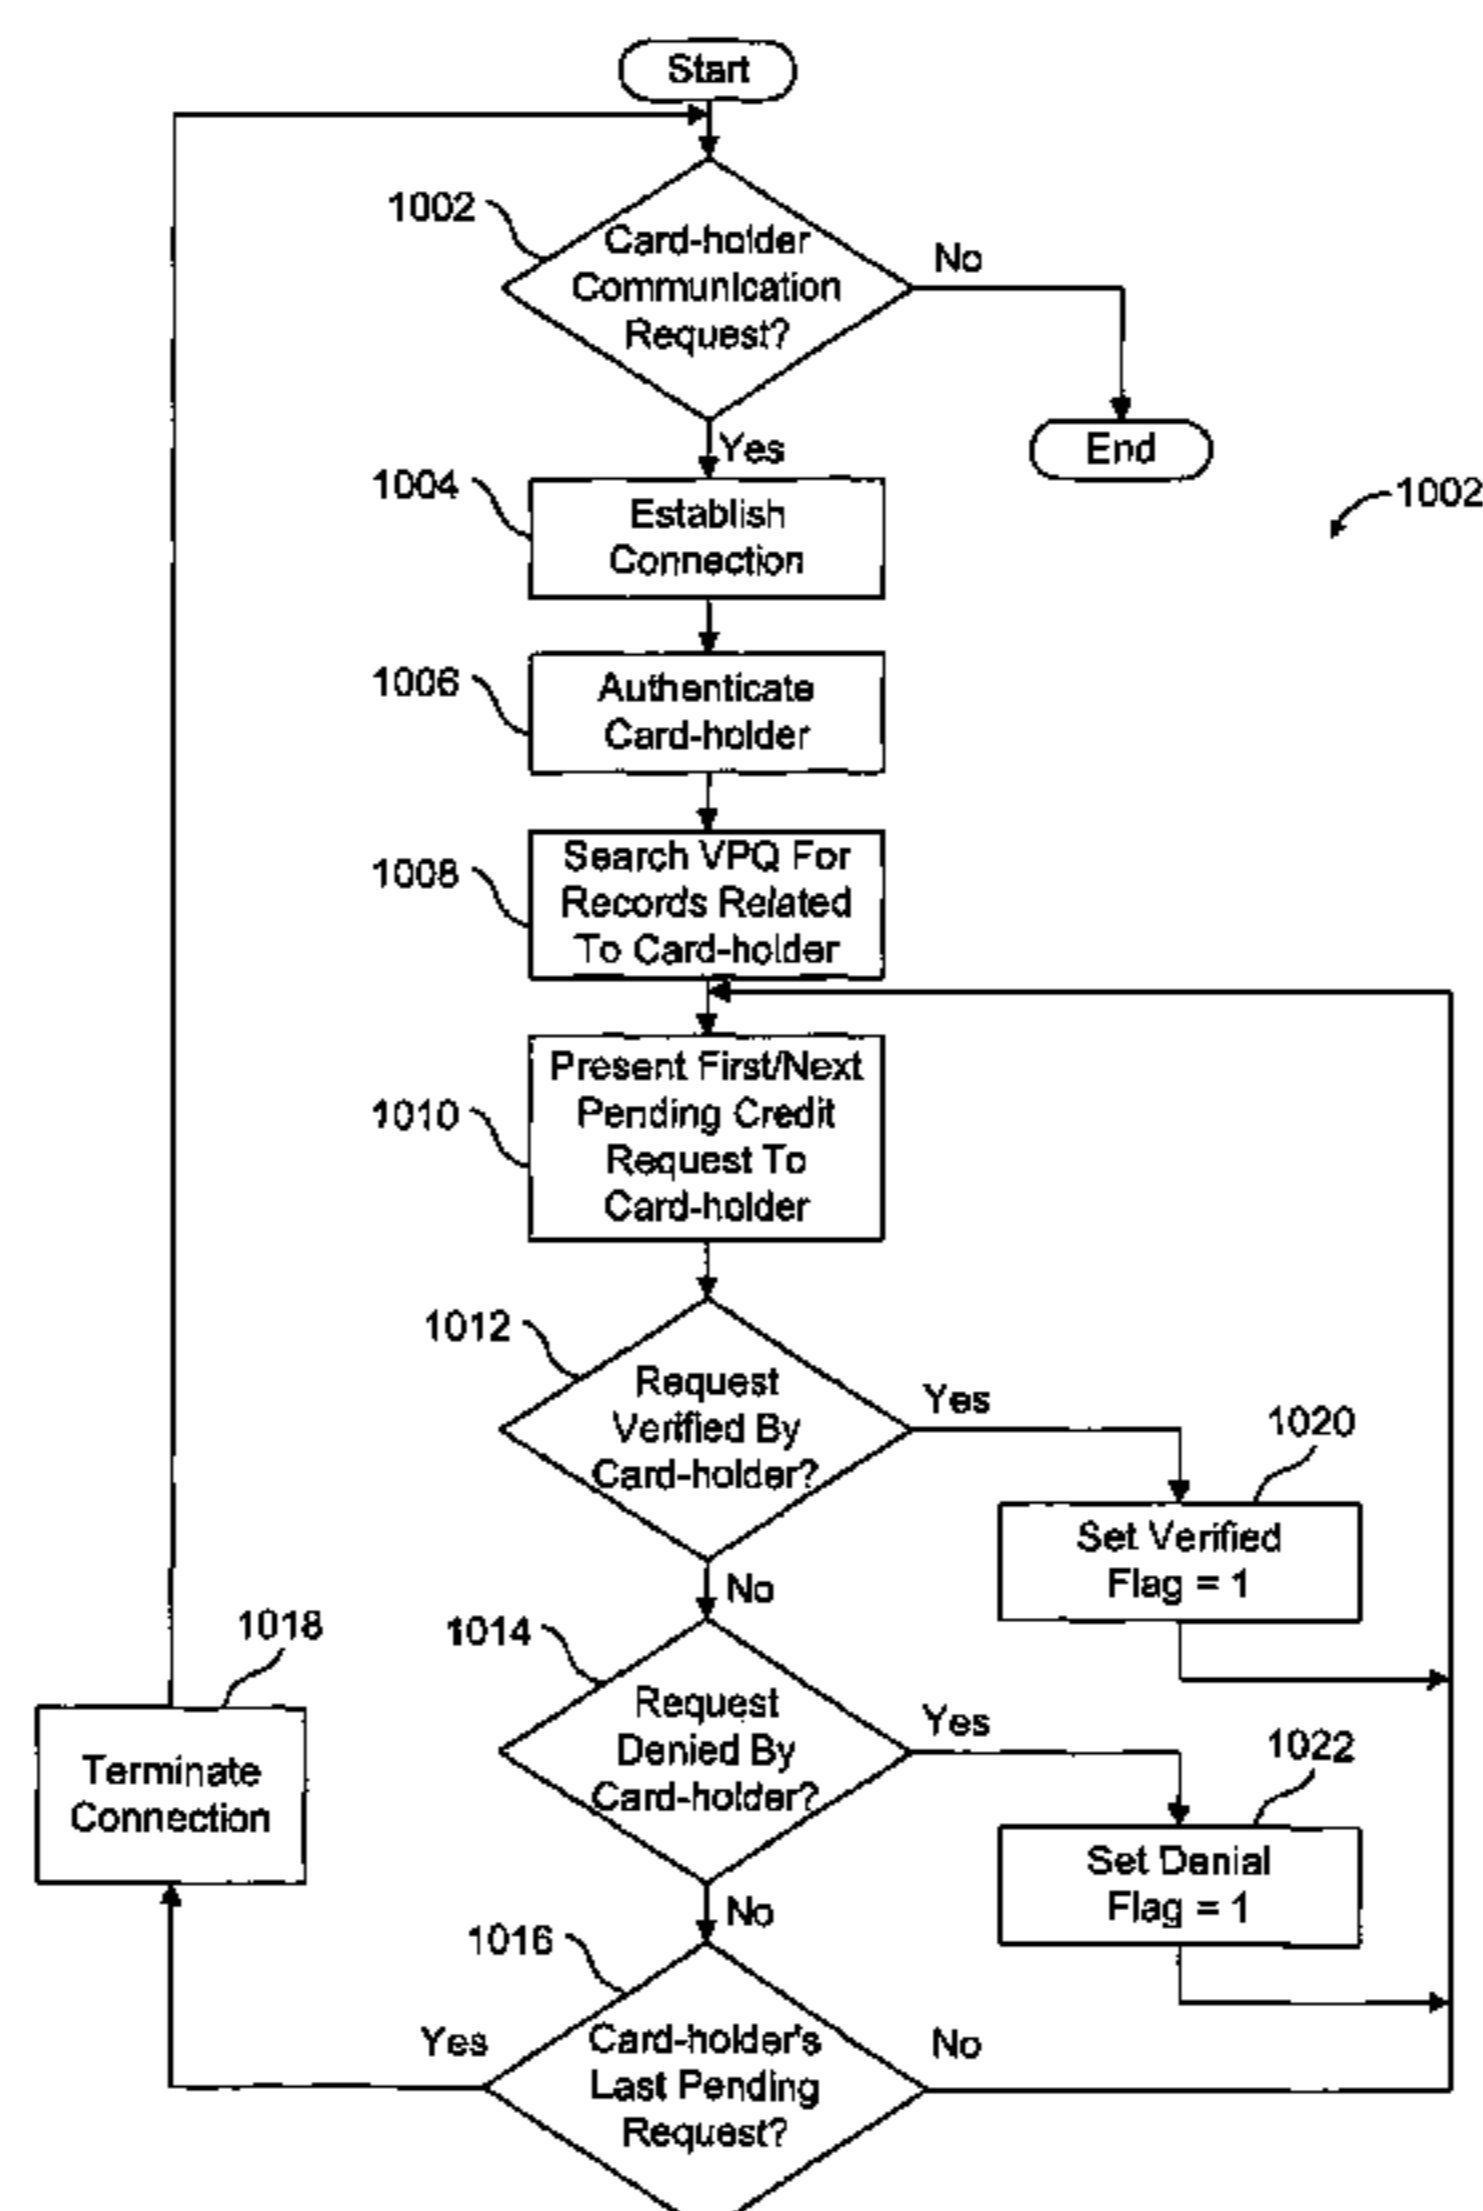 Start
1002
Card-holder
Communication
Request?
No
End
Yes
1002
1004
Establish
Connection
1006
Authenticate
Card-holder
1008
Search VPQ For
Records Related
To Card-holder
1010
Present First/Next
Pending Credit
Request To
Card-holder
1012
Request
Verified By
Card-holder?
Yes
1020
Set Verified
Flag = 1
No
1018
Terminate
Connection
1014
Request
Denied By
Card-holder?
Yes
1022
Set Denial
Flag = 1
No
1016
Yes
Card-holder's
Last Pending
Request?
No